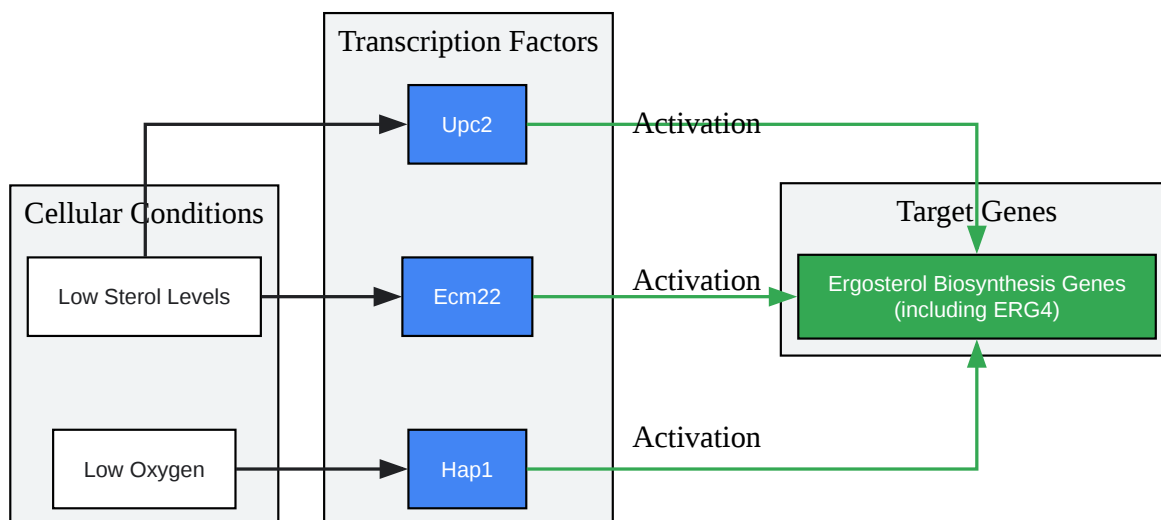 Transcription Factors
Upc2
Activation
Cellular Conditions
Target Genes
Low Sterol Levels
Ecm22
Activation
Ergosterol Biosynthesis Genes
(including ERG4)
Low Oxygen
Hap1
Activation